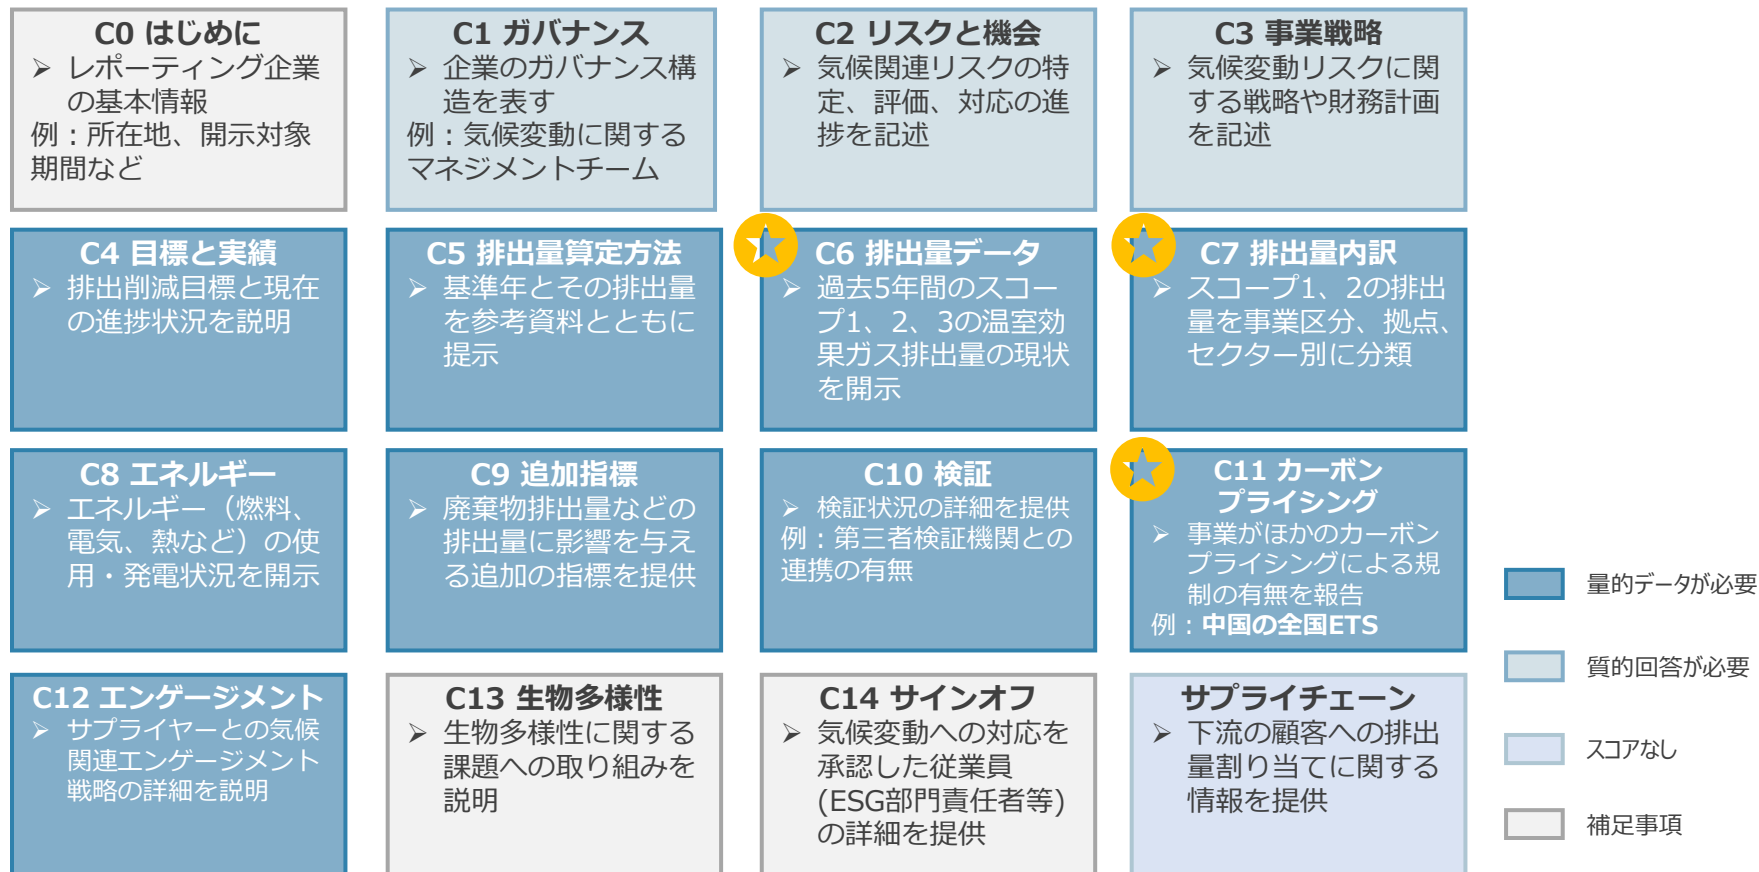 C0 はじめに
➢ レポーティング企業
の基本情報
例：所在地、開示対象
期間など
C1 ガバナンス
➢ 企業のガバナンス構
造を表す
例：気候変動に関する
マネジメントチーム
C2 リスクと機会
➢ 気候関連リスクの特
定、評価、対応の進
捗を記述
C3 事業戦略
➢ 気候変動リスクに関
する戦略や財務計画
を記述
C4 目標と実績
➢ 排出削減目標と現在
の進捗状況を説明
C5 排出量算定方法
➢ 基準年とその排出量
を参考資料とともに
提示
C6 排出量データ
➢ 過去5年間のスコー
プ1、2、3の温室効
果ガス排出量の現状
を開示
C7 排出量内訳
➢ スコープ1、2の排出
量を事業区分、拠点、
セクター別に分類
C8 エネルギー
➢ エネルギー（燃料、
電気、熱など）の使
用・発電状況を開示
C9 追加指標
➢ 廃棄物排出量などの
排出量に影響を与え
る追加の指標を提供
C10 検証
➢ 検証状況の詳細を提供
例：第三者検証機関との
連携の有無
C11 カーボン
プライシング
➢ 事業がほかのカーボン
プライシングによる規
制の有無を報告
例：中国の全国ETS
C12 エンゲージメント
➢ サプライヤーとの気候
関連エンゲージメント
戦略の詳細を説明
C13 生物多様性
➢ 生物多様性に関する
課題への取り組みを
説明
C14 サインオフ
➢ 気候変動への対応を
承認した従業員
(ESG部門責任者等)
の詳細を提供
サプライチェーン
➢ 下流の顧客への排出
量割り当てに関する
情報を提供
量的データが必要
質的回答が必要
スコアなし
補足事項